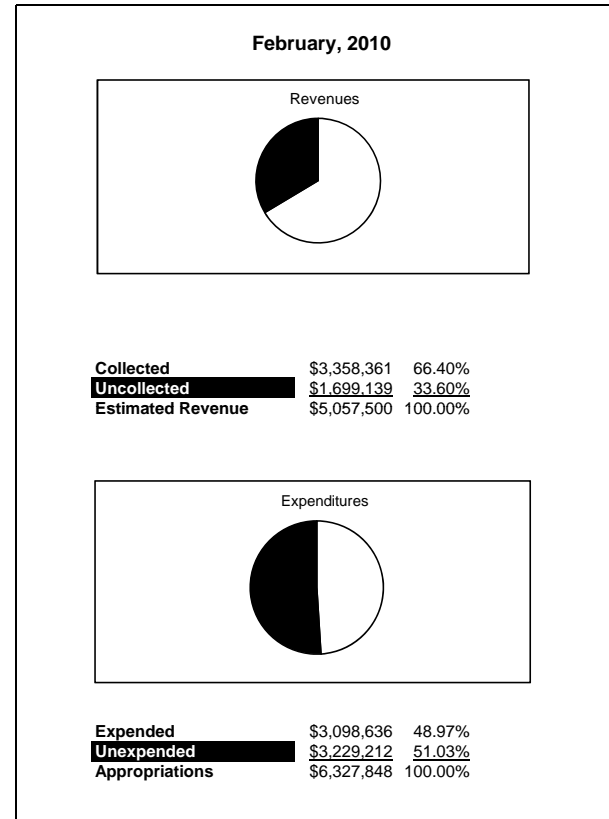 February, 2010
Revenues
Collected $3,358,361 66.40%
Uncollected $1,699,139 33.60%
Estimated Revenue $5,057,500 100.00%
Expenditures
Expended $3,098,636 48.97%
Unexpended $3,229,212 51.03%
Appropriations $6,327,848 100.00%